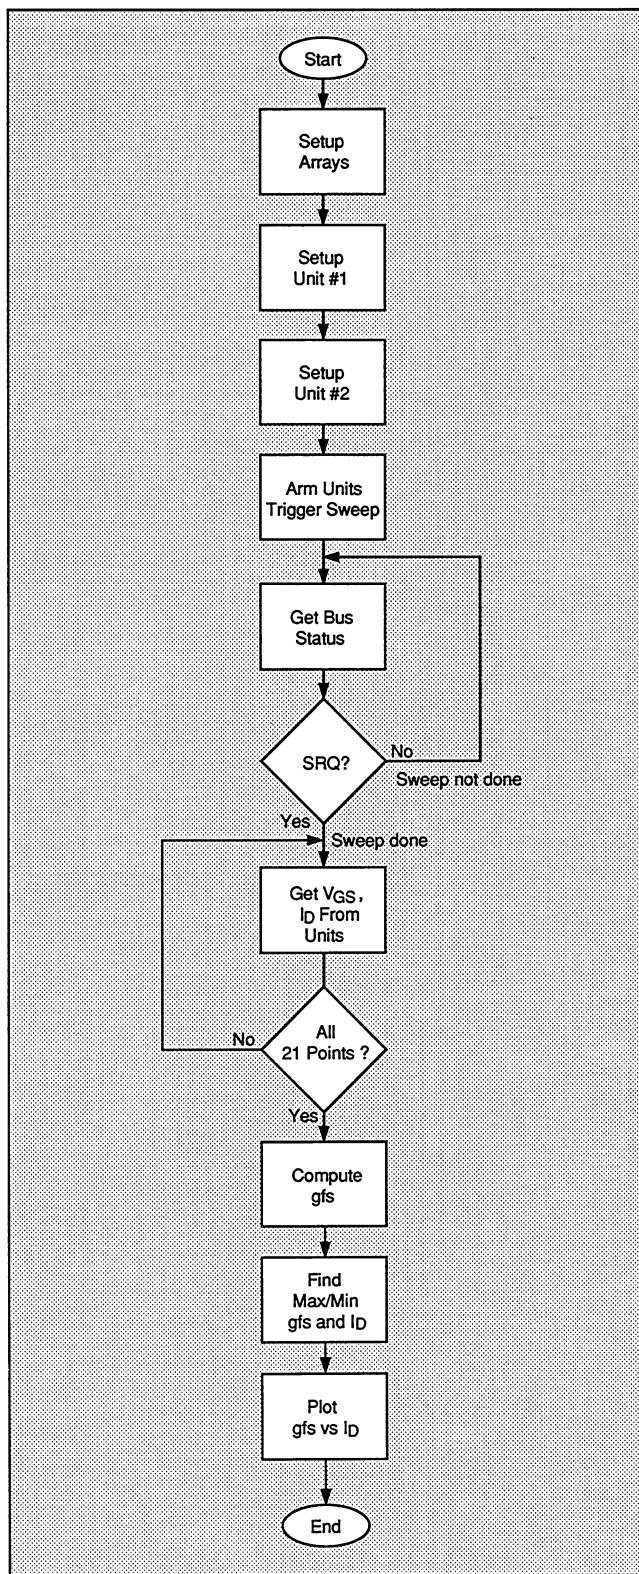 Start
Setup
Arrays
Setup
Unit #1
Setup
Unit #2
Arm Units
Trigger Sweep
Get Bus
Status
SRQ?
No
Sweep not done
Yes
Sweep done
Get VGS,
ID From
Units
All
21 Points ?
No
Yes
Compute
gfs
Find
Max/Min
gfs and ID
Plot
gfs vs ID
End